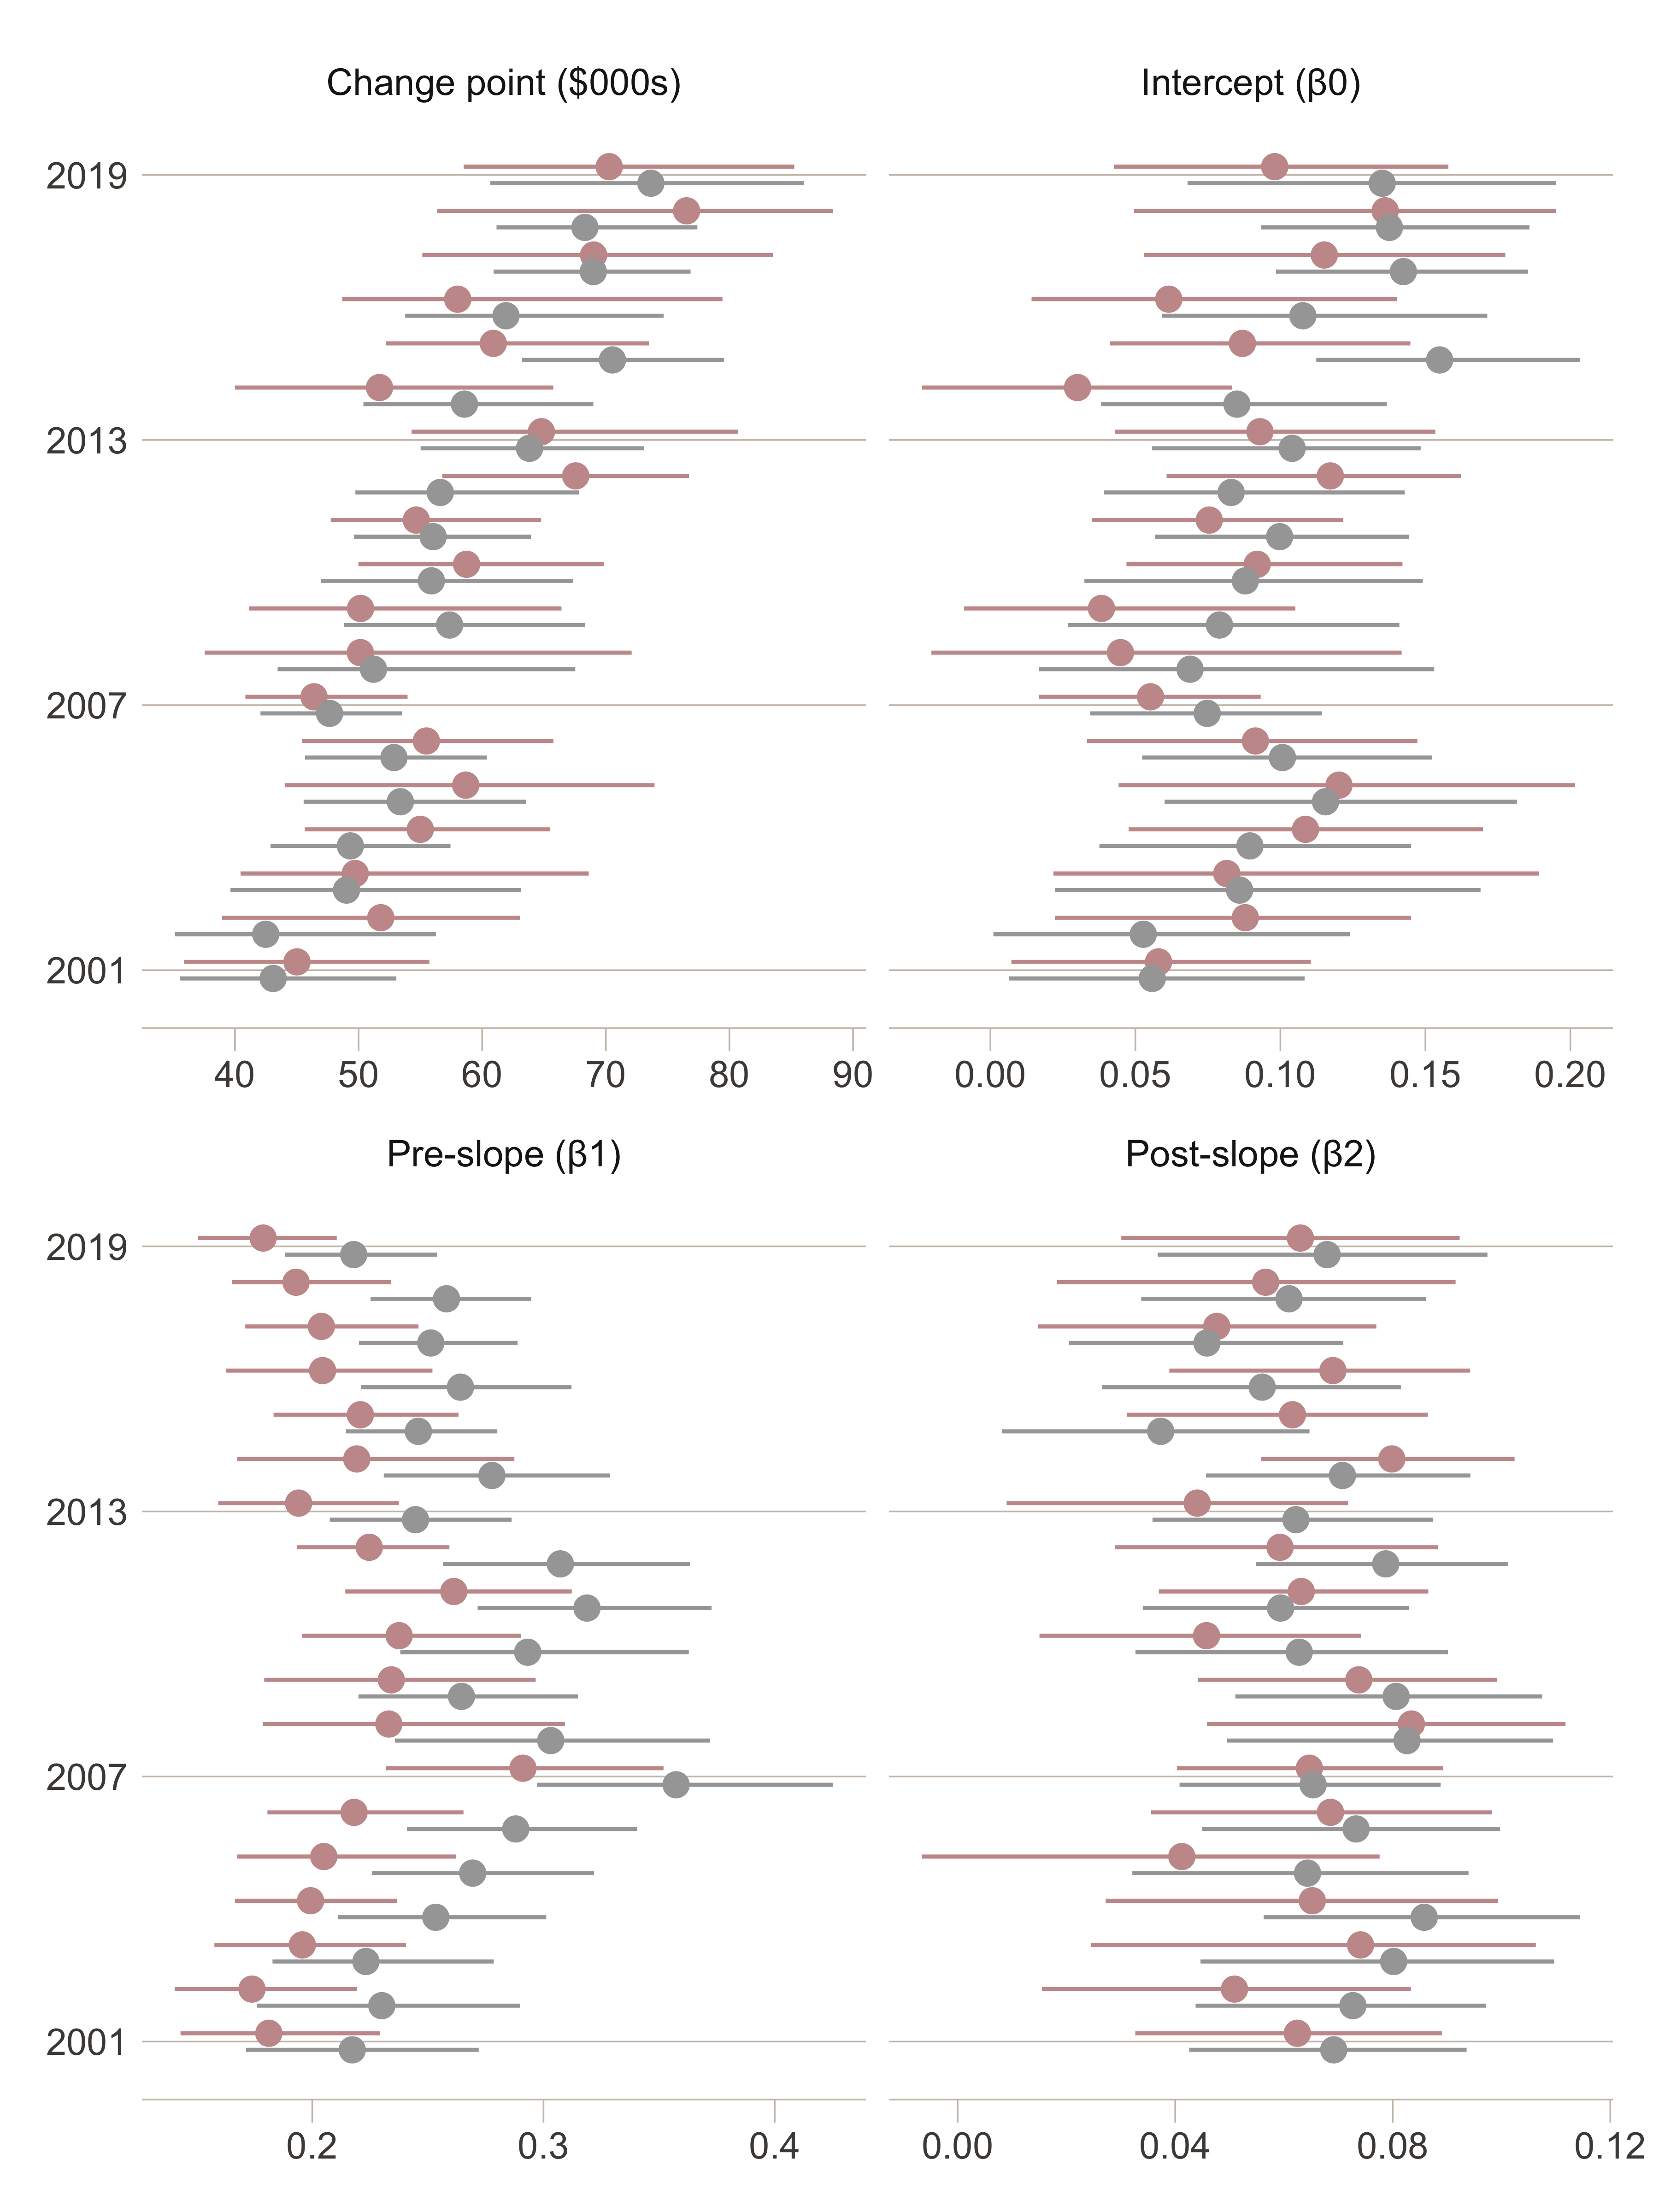 Change point ($000s)
Intercept (β0)
2019
2013
2007
2001
40 50 60 70 80 90
0.00 0.05 0.10 0.15 0.20
Pre-slope (β1)
Post-slope (β2)
2019
2013
2007
2001
0.2 0.3 0.4
0.00 0.04 0.08 0.12